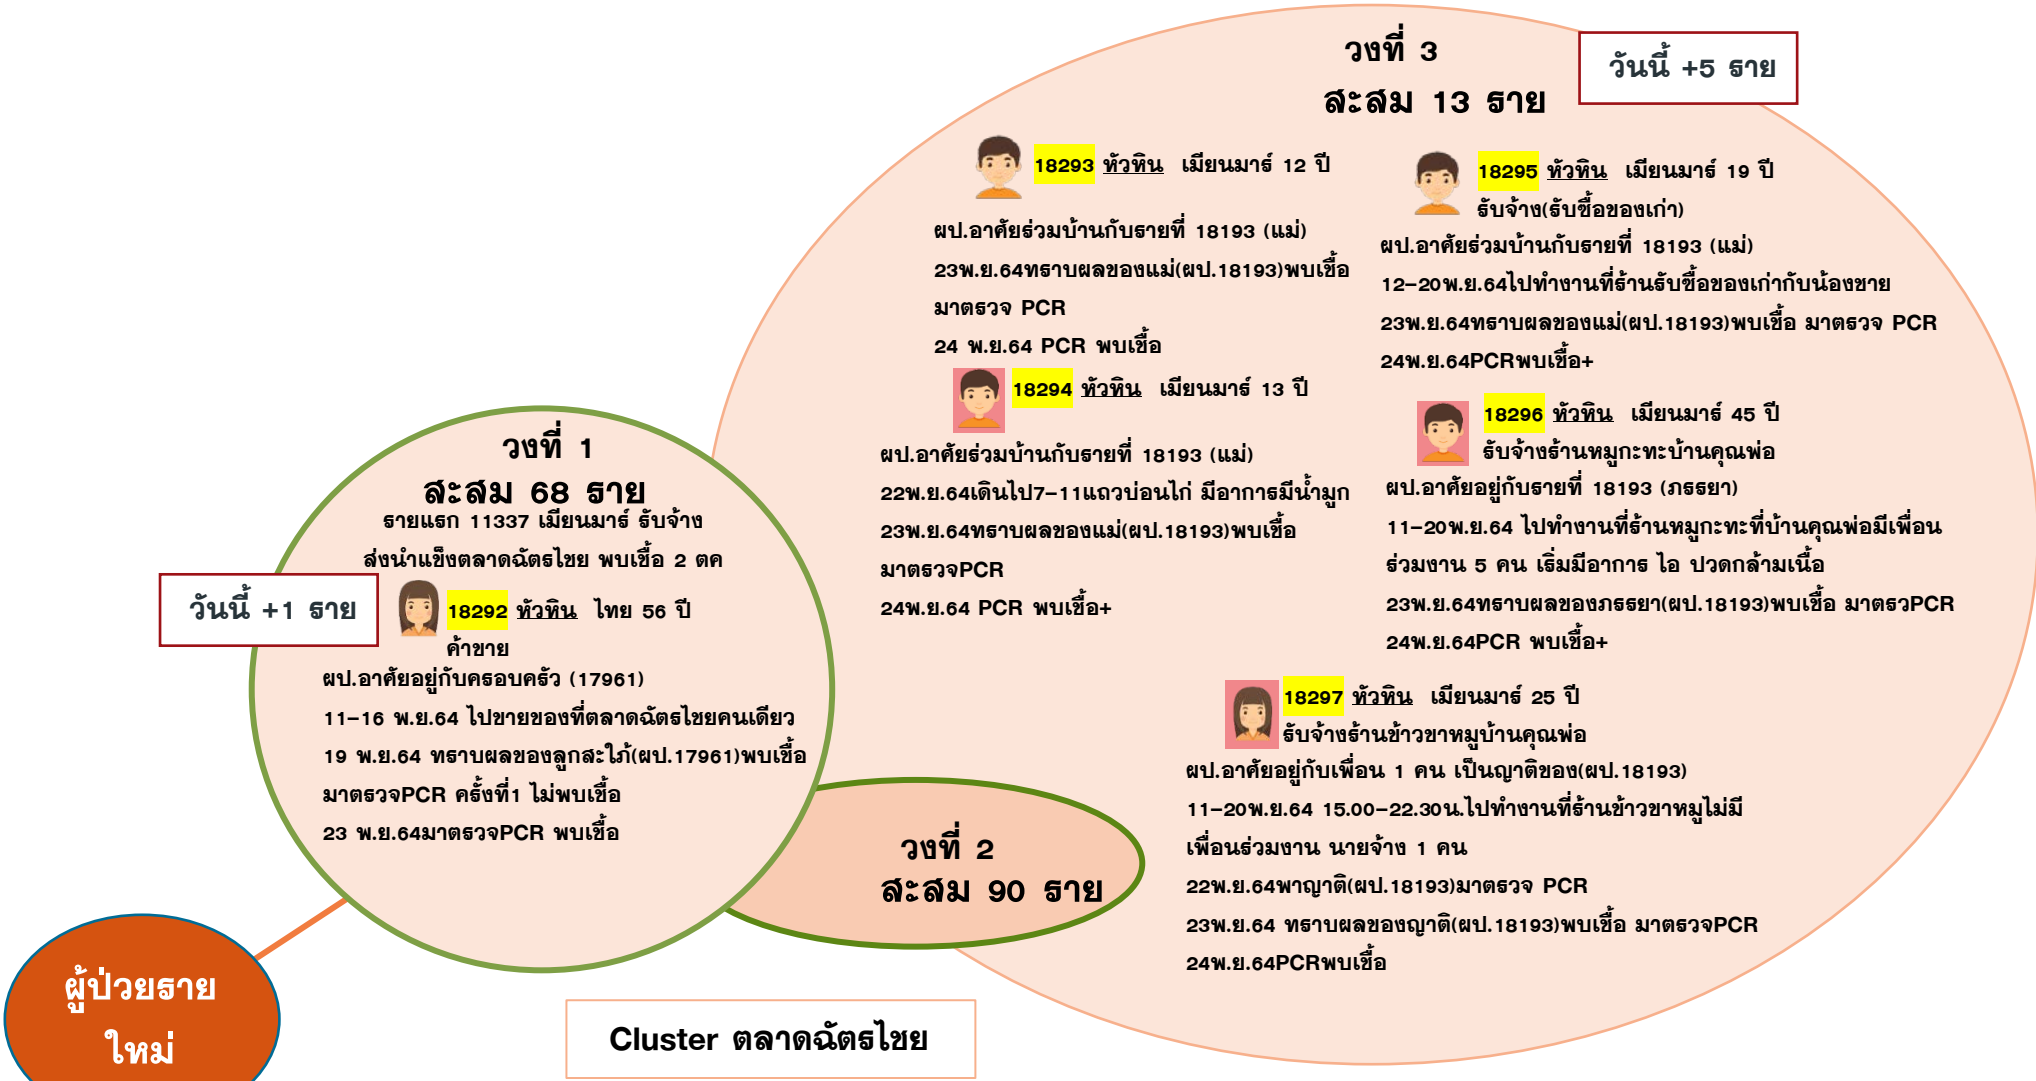 วงที่ 3
สะสม 13 ราย
วันนี้ +5 ราย
18293 หัวหิน เมียนมาร์ 12 ปี
ผป.อาศัยร่วมบ้านกับรายที่ 18193 (แม่)
23พ.ย.64ทราบผลของแม่(ผป.18193)พบเชื้อ
มาตรวจ PCR
24 พ.ย.64 PCR พบเชื้อ
18294 หัวหิน เมียนมาร์ 13 ปี
ผป.อาศัยร่วมบ้านกับรายที่ 18193 (แม่)
22พ.ย.64เดินไป7-11แถวบ่อนไก่ มีอาการมีน้ำมูก
23พ.ย.64ทราบผลของแม่(ผป.18193)พบเชื้อ
มาตรวจPCR
24พ.ย.64 PCR พบเชื้อ+
18295 หัวหิน เมียนมาร์ 19 ปี
รับจ้าง(รับซื้อของเก่า)
ผป.อาศัยร่วมบ้านกับรายที่ 18193 (แม่)
12-20พ.ย.64ไปทำงานที่ร้านรับซื้อของเก่ากับน้องชาย
23พ.ย.64ทราบผลของแม่(ผป.18193)พบเชื้อ มาตรวจ PCR
24พ.ย.64PCRพบเชื้อ+
18296 หัวหิน เมียนมาร์ 45 ปี
รับจ้างร้านหมูกะทะบ้านคุณพ่อ
ผป.อาศัยอยู่กับรายที่ 18193 (ภรรยา)
11-20พ.ย.64 ไปทำงานที่ร้านหมูกะทะที่บ้านคุณพ่อมีเพื่อน
ร่วมงาน 5 คน เริ่มมีอาการ ไอ ปวดกล้ามเนื้อ
23พ.ย.64ทราบผลของภรรยา(ผป.18193)พบเชื้อ มาตรวPCR
24พ.ย.64PCR พบเชื้อ+
18297 หัวหิน เมียนมาร์ 25 ปี
รับจ้างร้านข้าวขาหมูบ้านคุณพ่อ
ผป.อาศัยอยู่กับเพื่อน 1 คน เป็นญาติของ(ผป.18193)
11-20พ.ย.64 15.00-22.30น.ไปทำงานที่ร้านข้าวขาหมูไม่มี
เพื่อนร่วมงาน นายจ้าง 1 คน
22พ.ย.64พาญาติ(ผป.18193)มาตรวจ PCR
23พ.ย.64 ทราบผลของญาติ(ผป.18193)พบเชื้อ มาตรวจPCR
24พ.ย.64PCRพบเชื้อ
วงที่ 1
สะสม 68 ราย
รายแรก 11337 เมียนมาร์ รับจ้าง
ส่งนำแข็งตลาดฉัตรไชย พบเชื้อ 2 ตค
วันนี้ +1 ราย
18292 หัวหิน ไทย 56 ปี
ค้าขาย
ผป.อาศัยอยู่กับครอบครัว (17961)
11-16 พ.ย.64 ไปขายของที่ตลาดฉัตรไชยคนเดียว
19 พ.ย.64 ทราบผลของลูกสะใภ้(ผป.17961)พบเชื้อ
มาตรวจPCR ครั้งที่1 ไม่พบเชื้อ
23 พ.ย.64มาตรวจPCR พบเชื้อ
วงที่ 2
สะสม 90 ราย
ผู้ป่วยราย
ใหม่
Cluster ตลาดฉัตรไชย